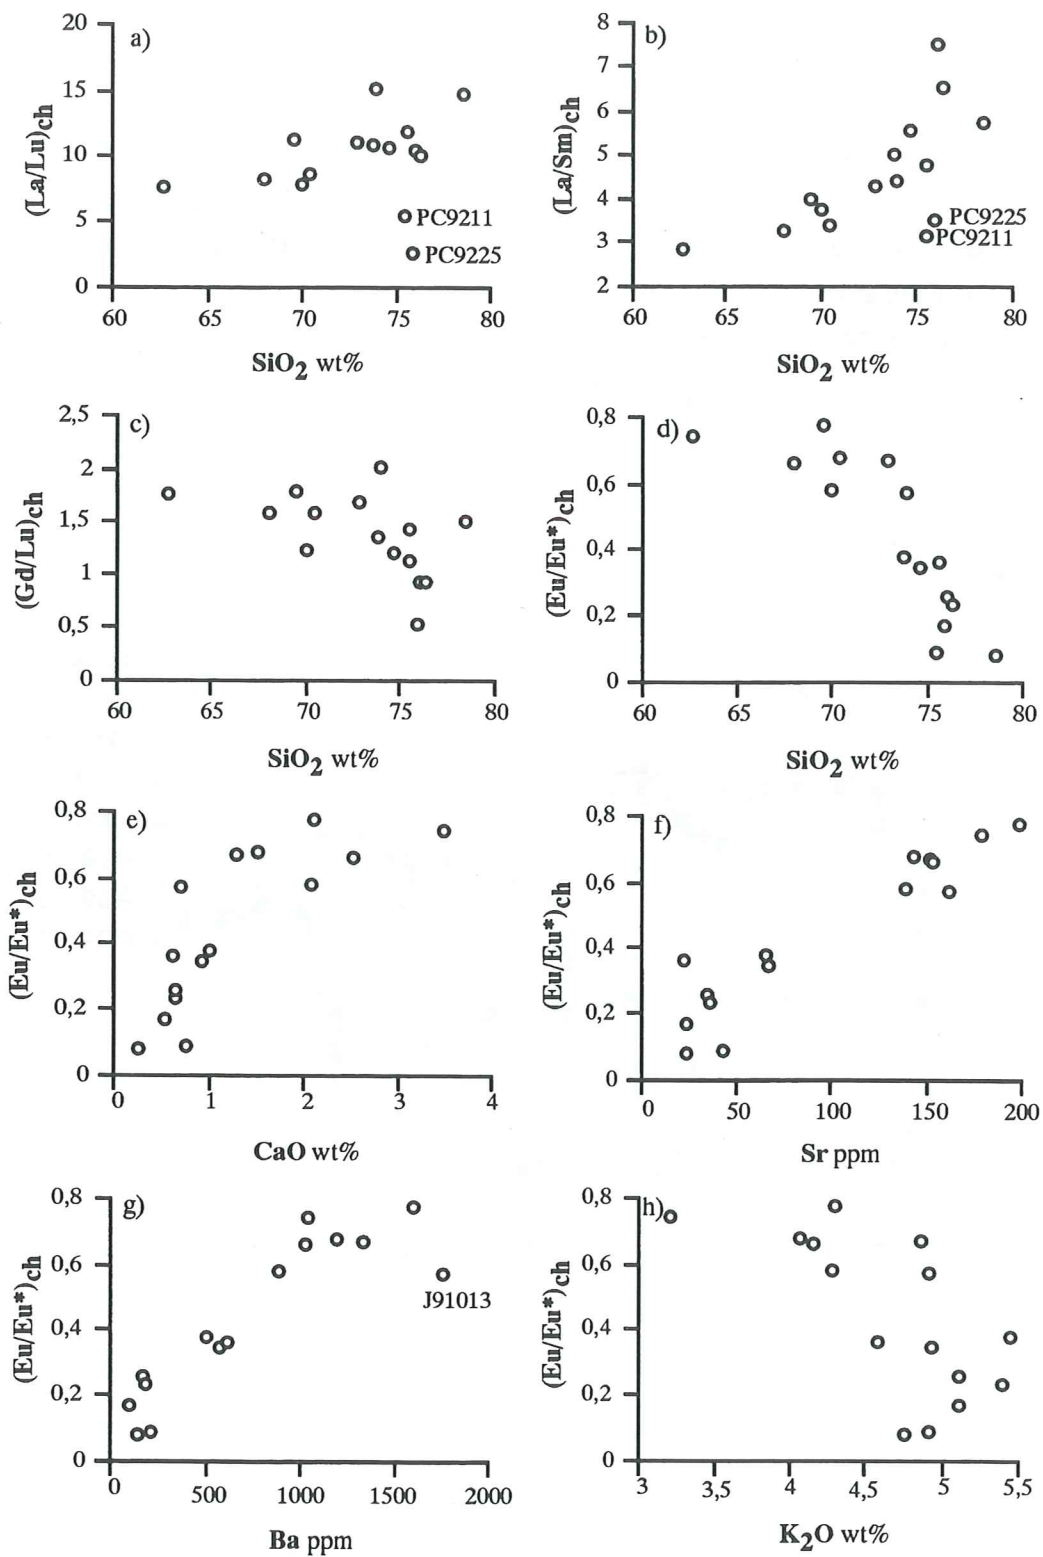 a)
(La/Lu)ch
20
15
10
5
0
PC9211
PC9225
60 65 70 75 80
SiO2 wt%
b)
(La/Sm)ch
8
7
6
5
4
3
2
PC9225
PC9211
60 65 70 75 80
SiO2 wt%
c)
(Gd/Lu)ch
2,5
2
1,5
1
0,5
0
60 65 70 75 80
SiO2 wt%
d)
(Eu/Eu*)ch
0,8
0,6
0,4
0,2
0
60 65 70 75 80
SiO2 wt%
e)
(Eu/Eu*)ch
0,8
0,6
0,4
0,2
0
0 1 2 3 4
CaO wt%
f)
(Eu/Eu*)ch
0,8
0,6
0,4
0,2
0
0 50 100 150 200
Sr ppm
g)
(Eu/Eu*)ch
0,8
0,6
0,4
0,2
0
J91013
0 500 1000 1500 2000
Ba ppm
h)
(Eu/Eu*)ch
0,8
0,6
0,4
0,2
0
3 3,5 4 4,5 5 5,5
K2O wt%